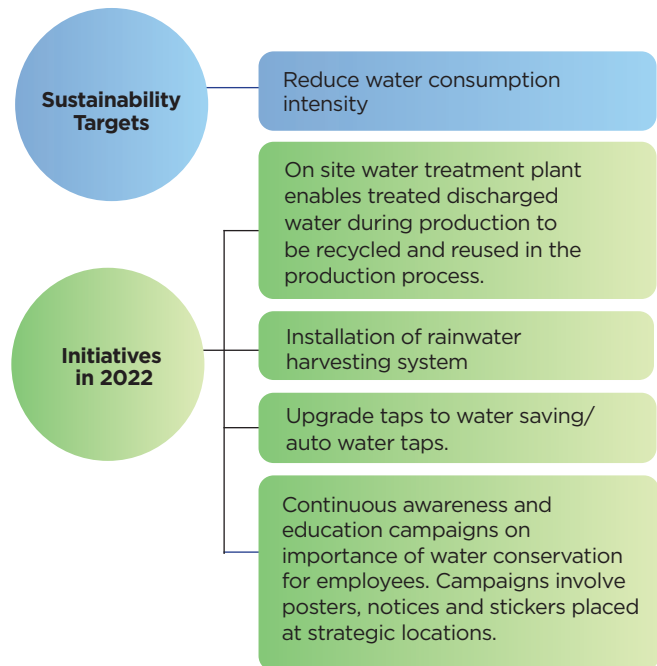 Sustainability
Targets
Reduce water consumption
intensity
Initiatives
in 2022
On site water treatment plant
enables treated discharged
water during production to
be recycled and reused in the
production process.
Installation of rainwater
harvesting system
Upgrade taps to water saving/
auto water taps.
Continuous awareness and
education campaigns on
importance of water conservation
for employees. Campaigns involve
posters, notices and stickers placed
at strategic locations.